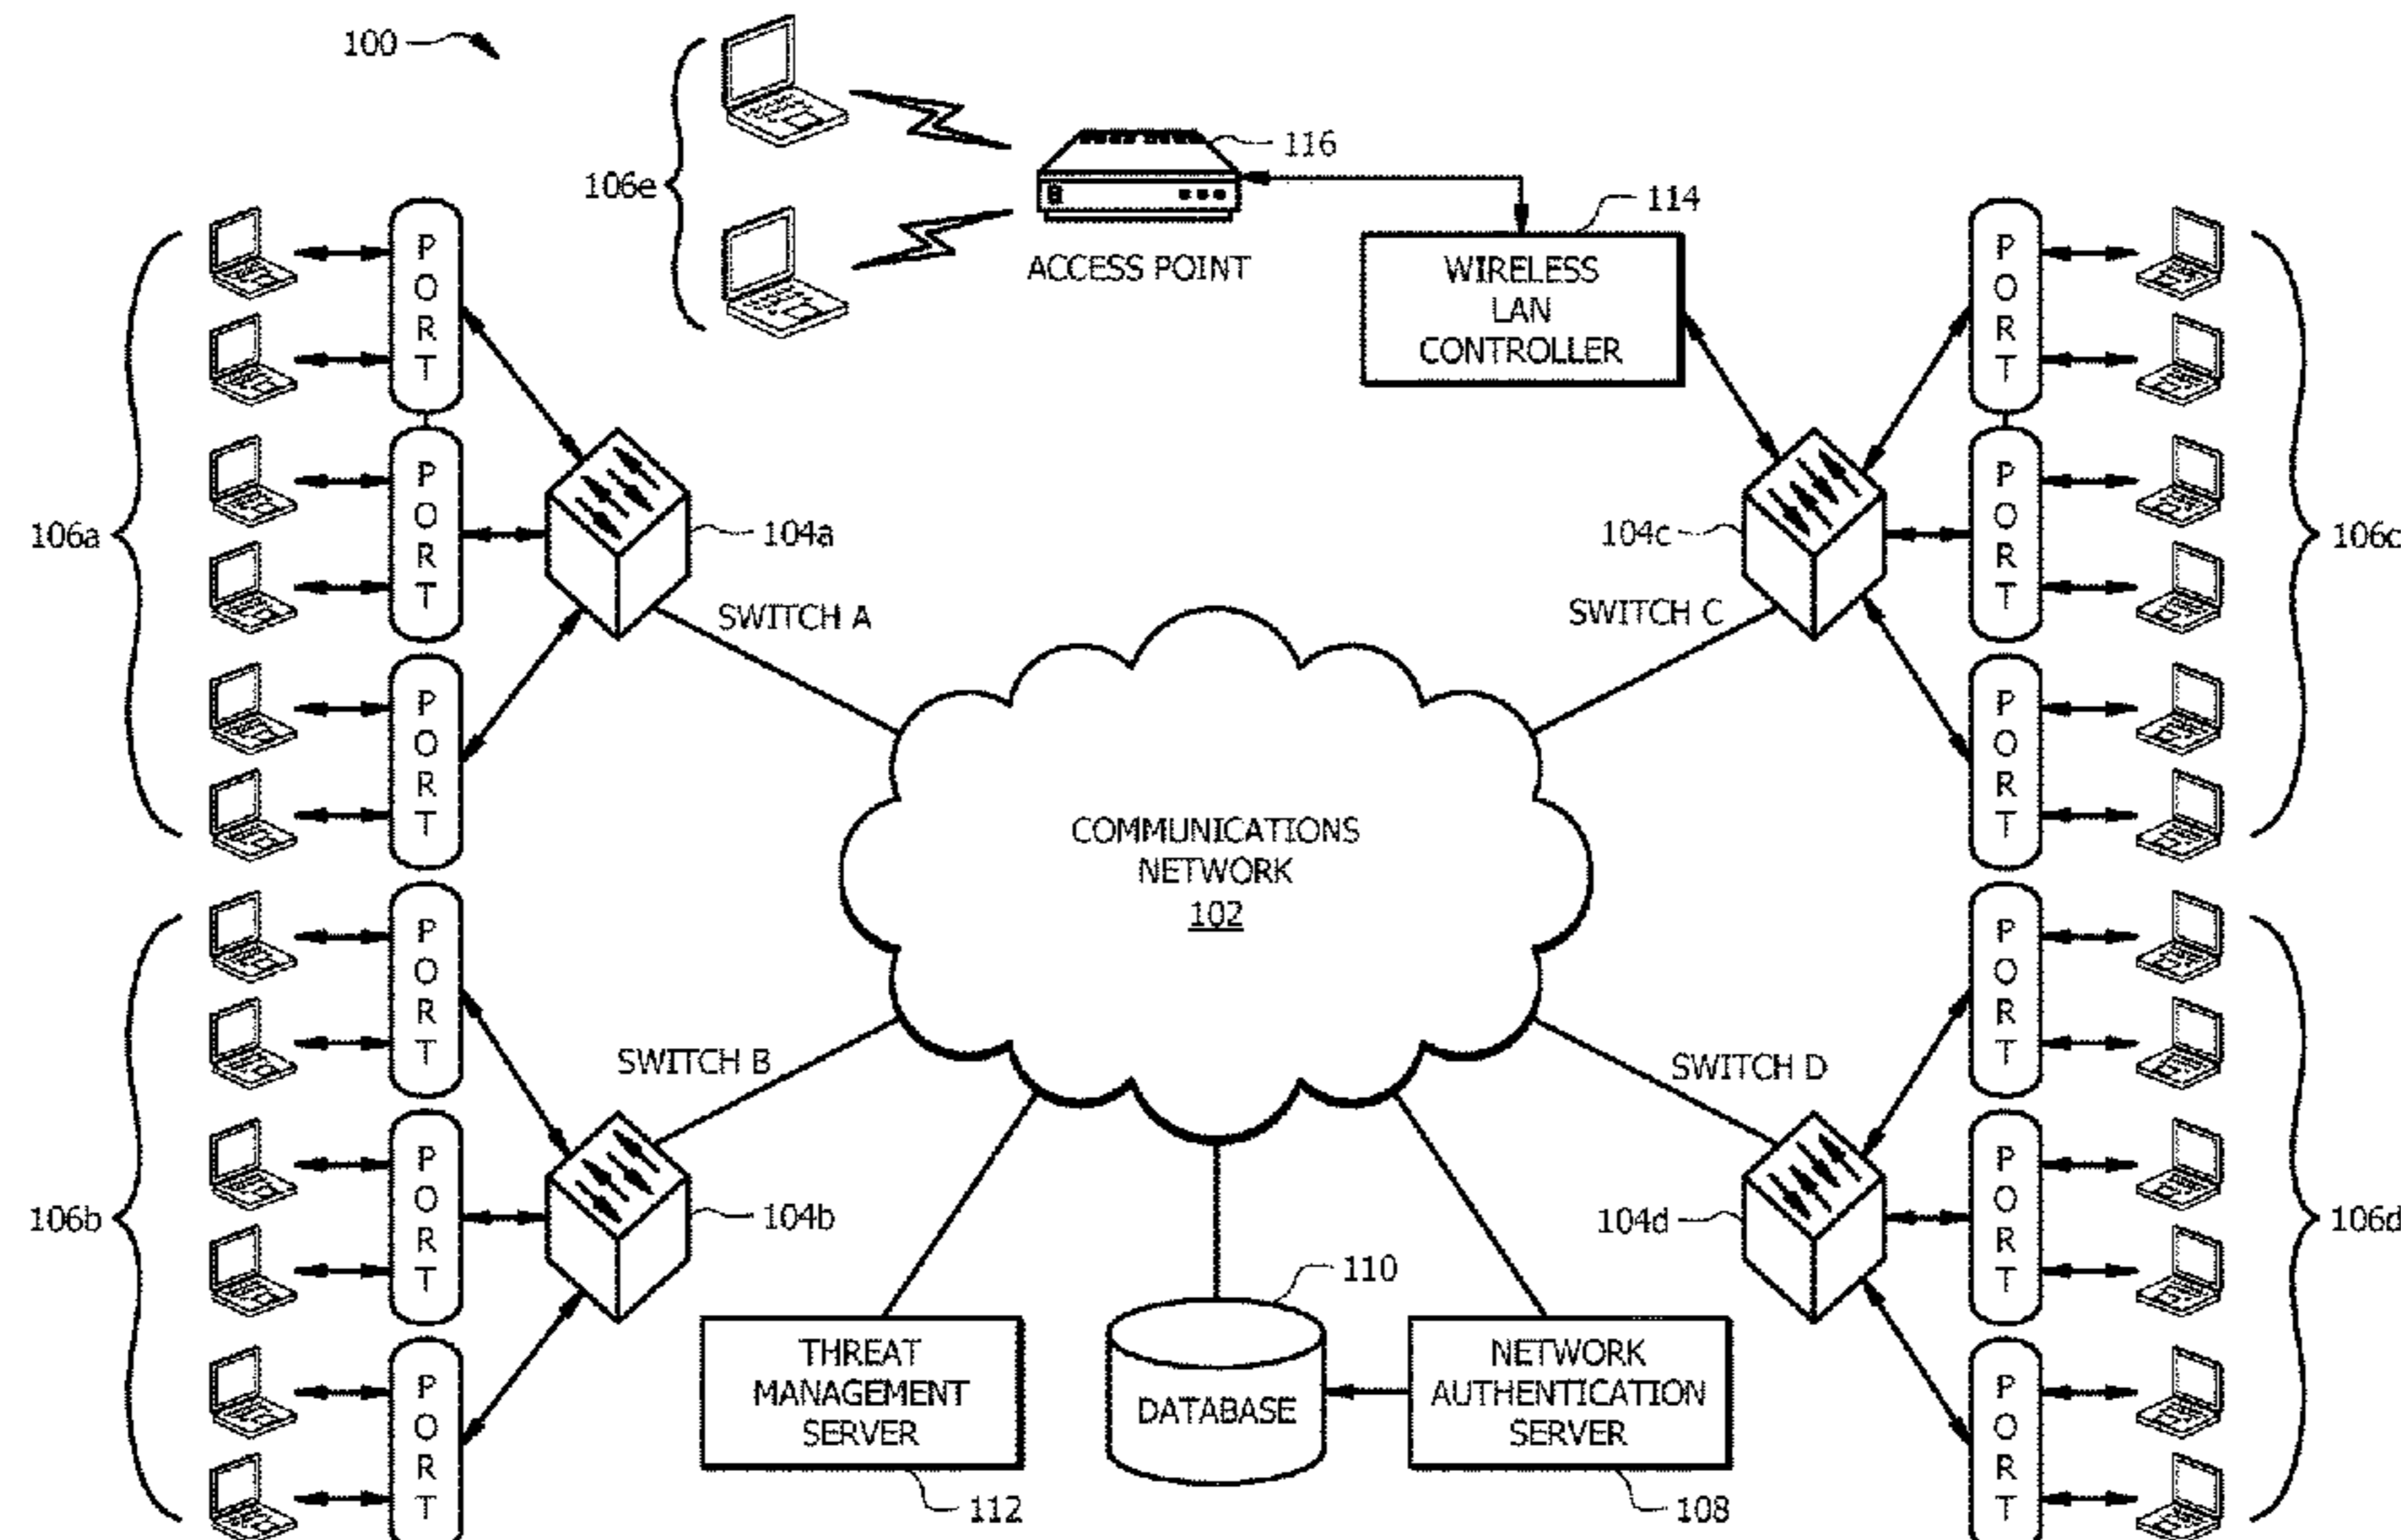 100
106e
116
ACCESS POINT
114
WIRELESS
LAN
CONTROLLER
PORT
PORT
PORT
106a
104a
SWITCH A
PORT
PORT
PORT
106c
104c
SWITCH C
COMMUNICATIONS
NETWORK
102
PORT
PORT
PORT
106b
104b
SWITCH B
PORT
PORT
PORT
106d
104d
SWITCH D
THREAT
MANAGEMENT
SERVER
112
110
DATABASE
NETWORK
AUTHENTICATION
SERVER
108